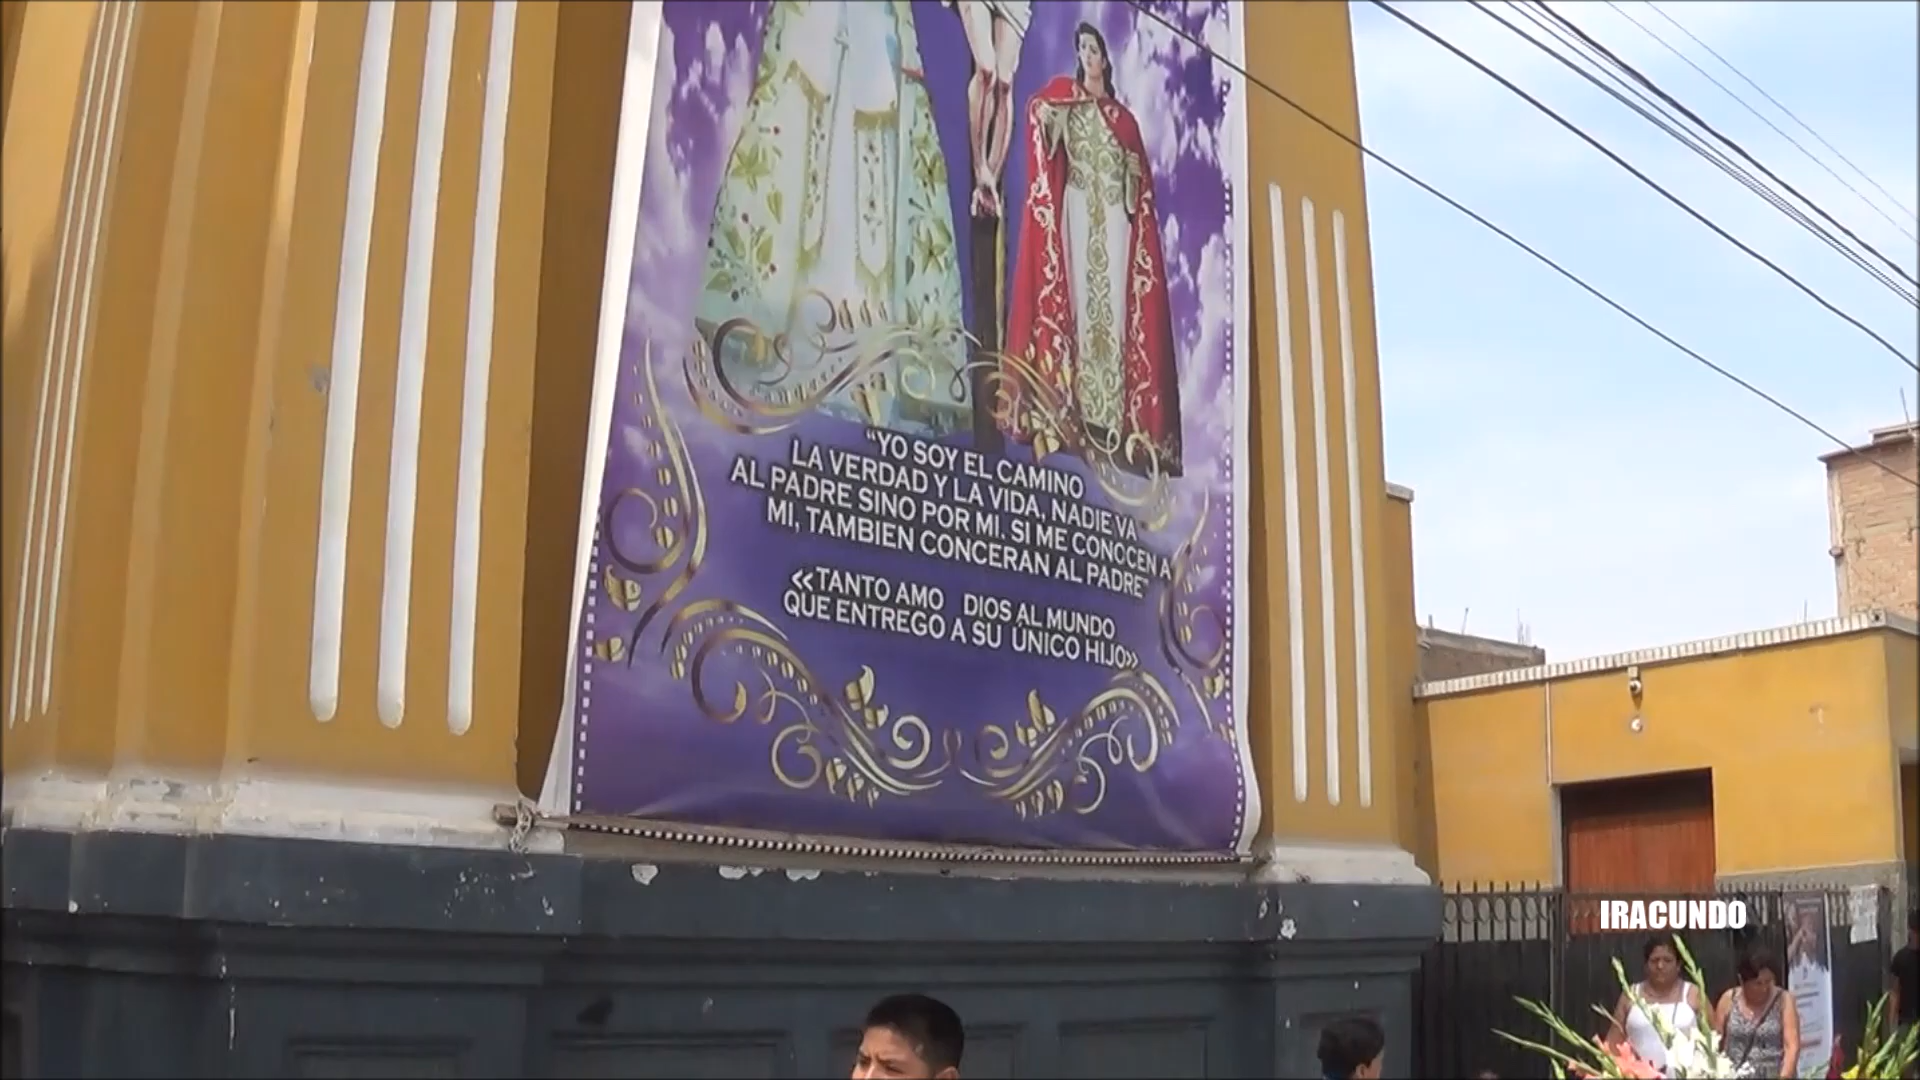 “YO SOY EL CAMINO
LA VERDAD Y LA VIDA, NADIE VA
AL PADRE SINO POR MI. SI ME CONOCEN A
MI, TAMBIEN CONCERAN AL PADRE”
<<TANTO AMO DIOS AL MUNDO
QUE ENTREGO A SU ÚNICO HIJO>>
IRACUNDO